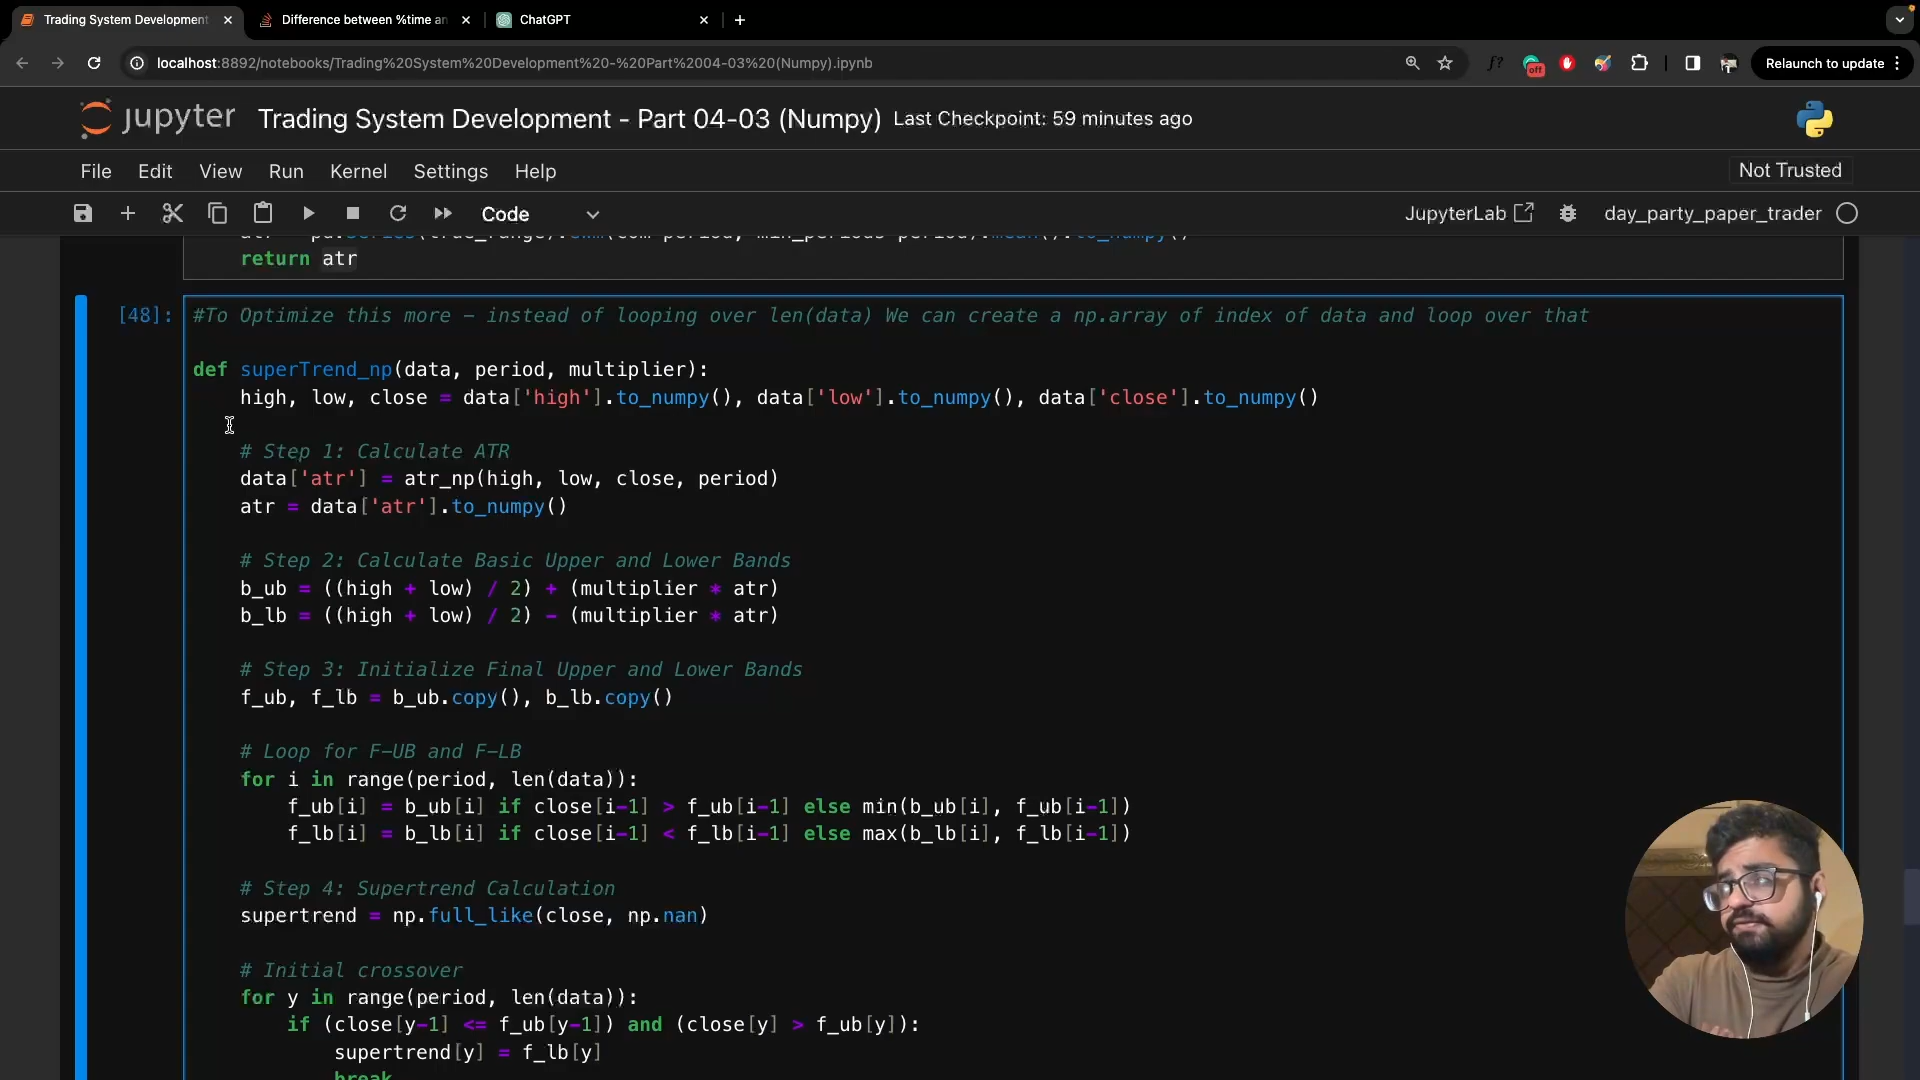 Trading System Development
Difference between %time an
ChatGPT
localhost:8892/notebooks/Trading%20System%20Development%20-%20Part%2004-03%20(Numpy).ipynb
off
Relaunch to update
jupyter
Trading System Development - Part 04-03 (Numpy)
Last Checkpoint: 59 minutes ago
File Edit View Run Kernel Settings Help
Not Trusted
Code
JupyterLab
day_party_paper_trader
return atr
[48]:
#To Optimize this more - instead of looping over len(data) We can create a np.array of index of data and loop over that
def superTrend_np(data, period, multiplier):
high, low, close = data['high'].to_numpy(), data['low'].to_numpy(), data['close'].to_numpy()
# Step 1: Calculate ATR
data['atr'] = atr_np(high, low, close, period)
atr = data['atr'].to_numpy()
# Step 2: Calculate Basic Upper and Lower Bands
b_ub = ((high + low) / 2) + (multiplier * atr)
b_lb = ((high + low) / 2) - (multiplier * atr)
# Step 3: Initialize Final Upper and Lower Bands
f_ub, f_lb = b_ub.copy(), b_lb.copy()
# Loop for F-UB and F-LB
for i in range(period, len(data)):
f_ub[i] = b_ub[i] if close[i-1] > f_ub[i-1] else min(b_ub[i], f_ub[i-1])
f_lb[i] = b_lb[i] if close[i-1] < f_lb[i-1] else max(b_lb[i], f_lb[i-1])
# Step 4: Supertrend Calculation
supertrend = np.full_like(close, np.nan)
# Initial crossover
for y in range(period, len(data)):
if (close[y-1] <= f_ub[y-1]) and (close[y] > f_ub[y]):
supertrend[y] = f_lb[y]
break